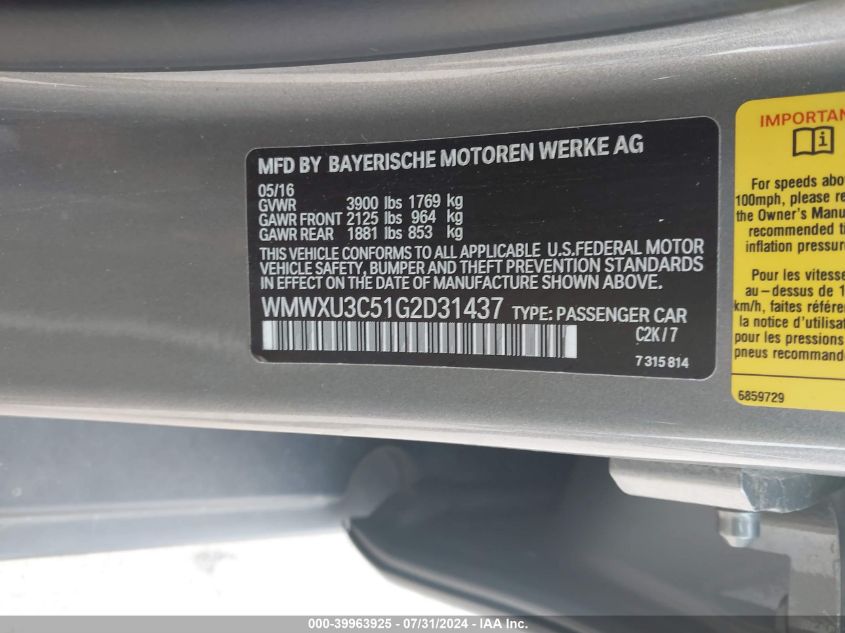 MFD BY BAYERISCHE MOTOREN WERKE AG
05/16
GVWR 3900 lbs 1769 kg
GAWR FRONT 2125 lbs 964 kg
GAWR REAR 1881 lbs 853 kg
THIS VEHICLE CONFORMS TO ALL APPLICABLE U.S.FEDERAL MOTOR
VEHICLE SAFETY, BUMPER AND THEFT PREVENTION STANDARDS
IN EFFECT ON THE DATE OF MANUFACTURE SHOWN ABOVE.
WMWXU3C51G2D31437 TYPE: PASSENGER CAR
C2K/7
7 315 814
IMPORTAN
i
For speeds abo
100mph, please re
the Owner's Manu
recommended ti
inflation pressure
Pour les vitesse
au-dessus de 1
km/h, faites référe
la notice d'utilisat
pour les pressions
pneus recommandé
6859729
000-39963925 - 07/31/2024 - IAA Inc.